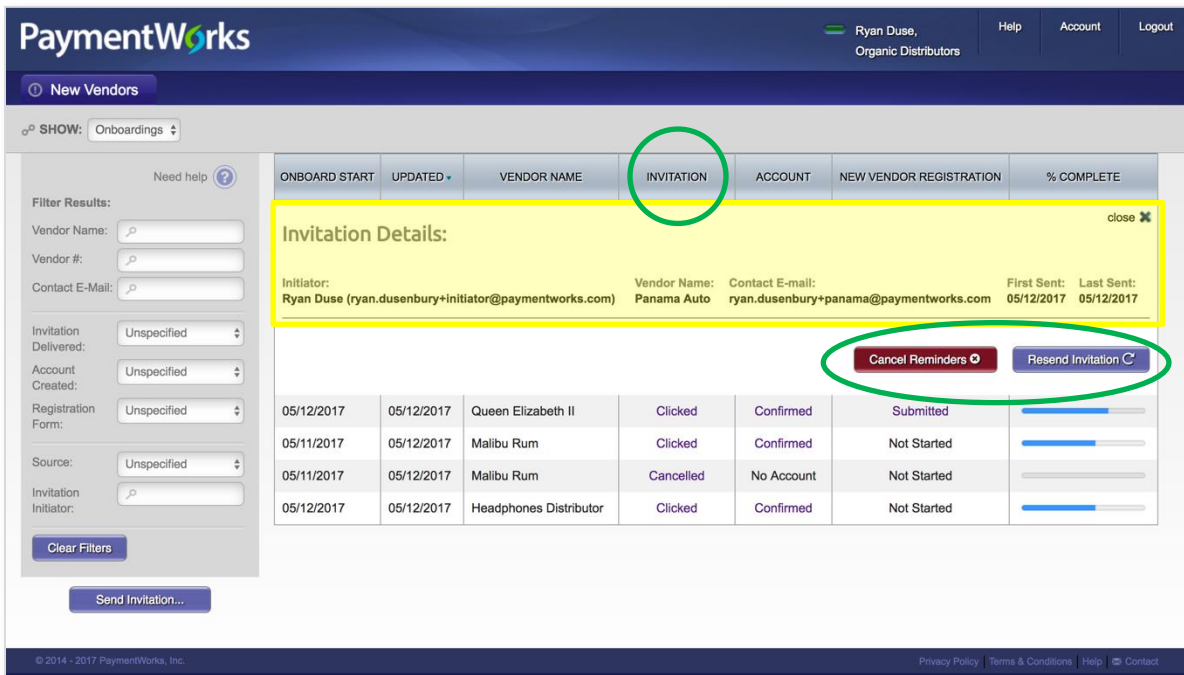 PaymentWorks
Ryan Duse,
Organic Distributors
Help
Account
Logout
New Vendors
SHOW: Onboardings
Need help ?
Filter Results:
Vendor Name:
Vendor #:
Contact E-Mail:
Invitation
Delivered: Unspecified
Account
Created: Unspecified
Registration
Form: Unspecified
Source: Unspecified
Invitation
Initiator:
Clear Filters
Send Invitation...
ONBOARD START UPDATED VENDOR NAME INVITATION ACCOUNT NEW VENDOR REGISTRATION % COMPLETE
close
Invitation Details:
Initiator: Vendor Name: Contact E-mail: First Sent: Last Sent:
Ryan Duse (ryan.dusenbury+initiator@paymentworks.com) Panama Auto ryan.dusenbury+panama@paymentworks.com 05/12/2017 05/12/2017
Cancel Reminders Resend Invitation
05/12/2017 05/12/2017 Queen Elizabeth II Clicked Confirmed Submitted
05/11/2017 05/12/2017 Malibu Rum Clicked Confirmed Not Started
05/11/2017 05/12/2017 Malibu Rum Cancelled No Account Not Started
05/12/2017 05/12/2017 Headphones Distributor Clicked Confirmed Not Started
© 2014 - 2017 PaymentWorks, Inc.
Privacy Policy | Terms & Conditions | Help | Contact